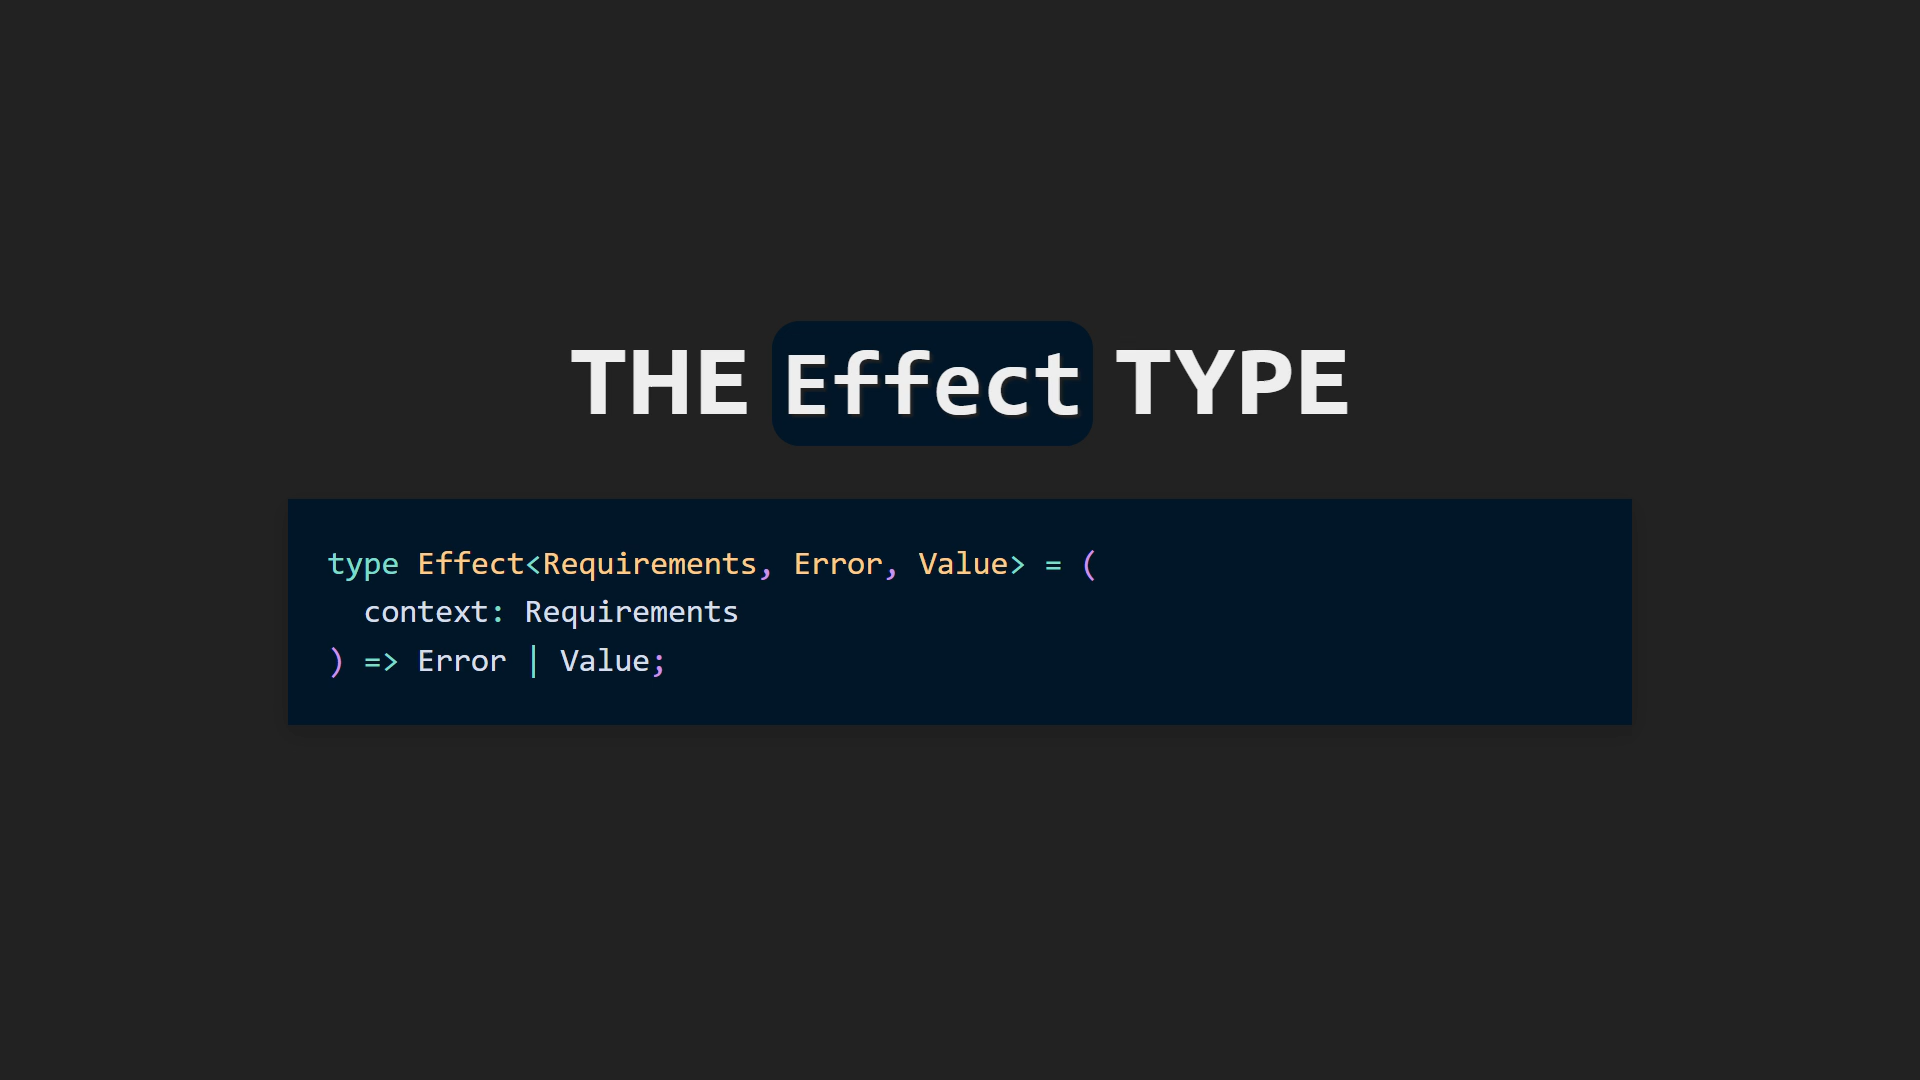 THE Effect TYPE
type Effect<Requirements, Error, Value> = (
  context: Requirements
) => Error | Value;